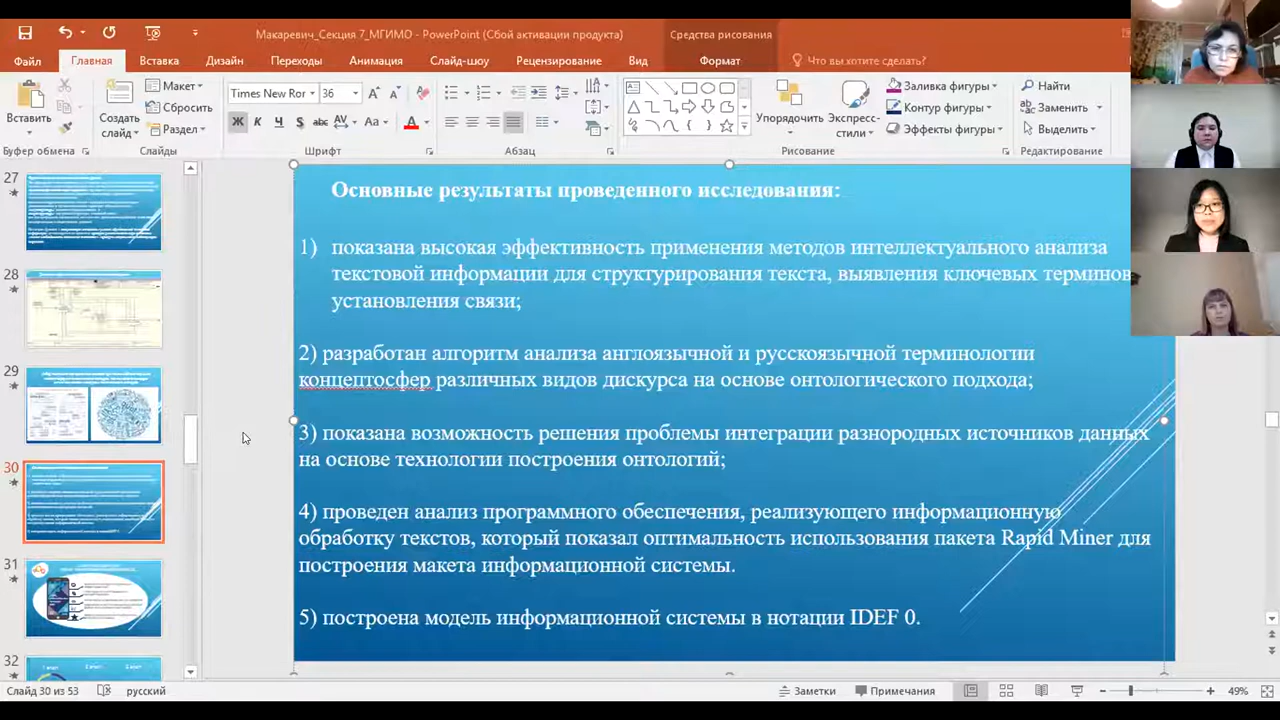 Макаревич_Секция 7_МГИМО - PowerPoint (Сбой активации продукта)
Средства рисования
Файл Главная Вставка Дизайн Переходы Анимация Слайд-шоу Рецензирование Вид Формат Что вы хотите сделать?
Вставить
Создать слайд
Макет
Сбросить
Раздел
Times New Ror 36
Ж К Ч S abc AV Aa A
Упорядочить
Экспресс-стили
Заливка фигуры
Контур фигуры
Эффекты фигуры
Найти
Заменить
Выделить
Буфер обмена Слайды Шрифт Абзац Рисование Редактирование
27
28
29
30
31
32
Основные результаты проведенного исследования:
1) показана высокая эффективность применения методов интеллектуального анализа
текстовой информации для структурирования текста, выявления ключевых терминов
установления связи;
2) разработан алгоритм анализа англоязычной и русскоязычной терминологии
концептосфер различных видов дискурса на основе онтологического подхода;
3) показана возможность решения проблемы интеграции разнородных источников данных
на основе технологии построения онтологий;
4) проведен анализ программного обеспечения, реализующего информационную
обработку текстов, который показал оптимальность использования пакета Rapid Miner для
построения макета информационной системы.
5) построена модель информационной системы в нотации IDEF 0.
Слайд 30 из 53 русский Заметки Примечания 49%